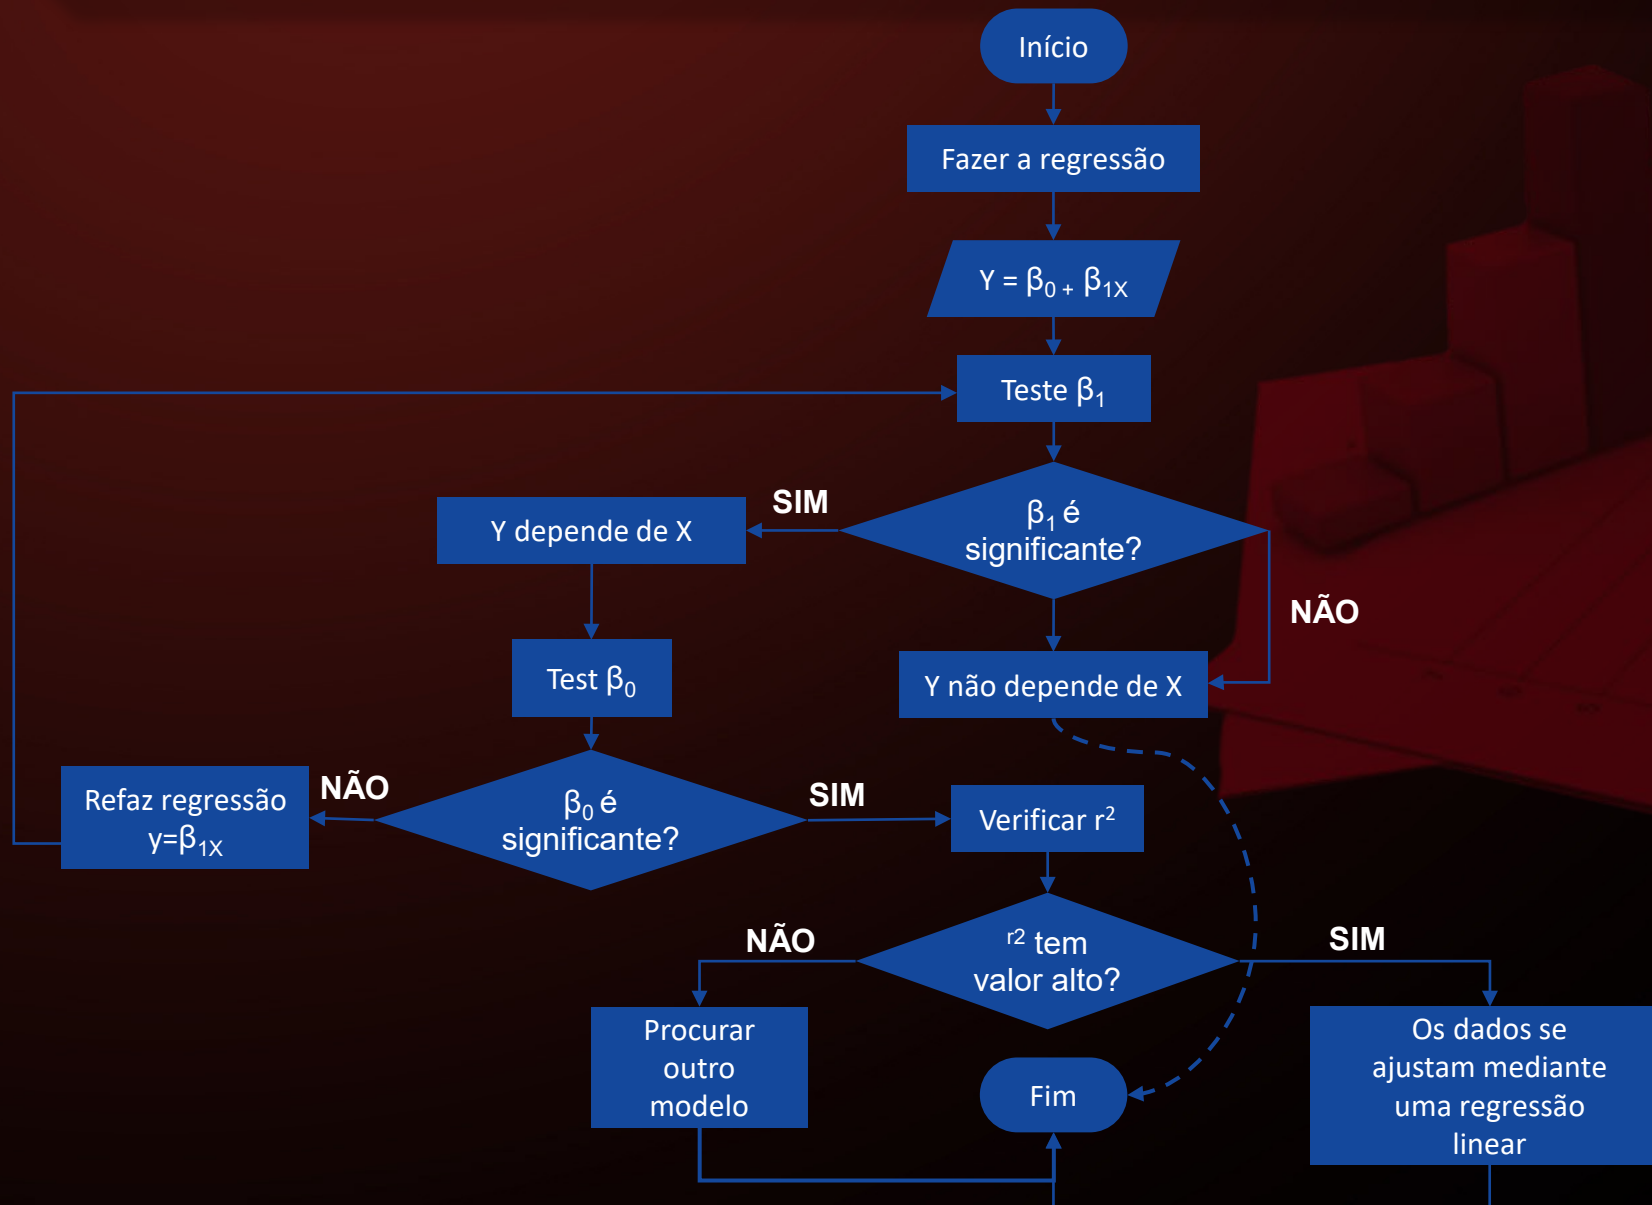 Início
Fazer a regressão
Y = β₀ ₊ β₁X
Teste β₁
SIM
β₁ é
significante?
Y depende de X
NÃO
Test β₀
Y não depende de X
NÃO
SIM
Refaz regressão
y=β₁X
β₀ é
significante?
Verificar r²
NÃO
SIM
r2 tem
valor alto?
Procurar
outro
modelo
Fim
Os dados se
ajustam mediante
uma regressão
linear